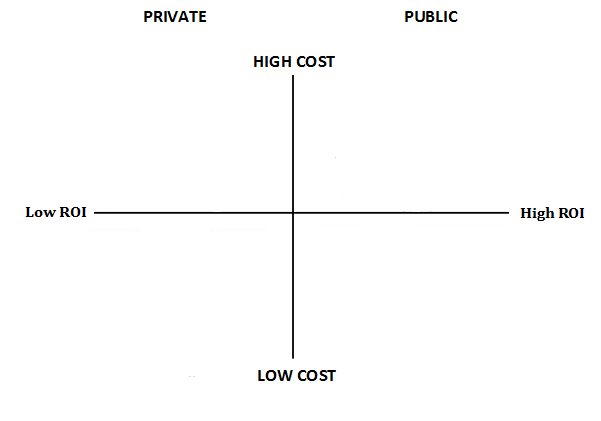 PRIVATE PUBLIC
HIGH COST
Low ROI High ROI
LOW COST